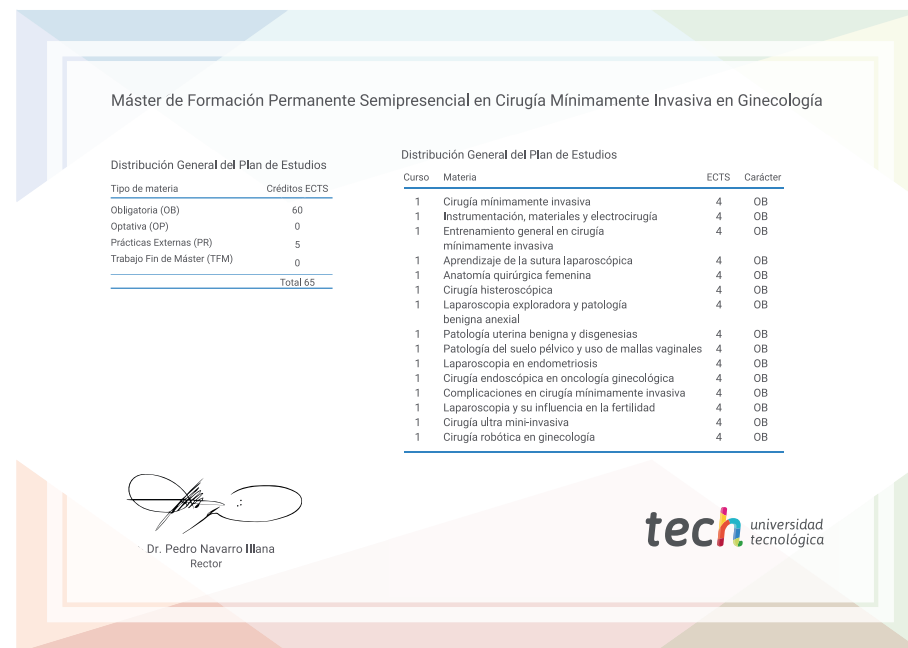 Máster de Formación Permanente Semipresencial en Cirugía Mínimamente Invasiva en Ginecología
Distribución General del Plan de Estudios
Tipo de materia Créditos ECTS
Obligatoria (OB) 60
Optativa (OP) 0
Prácticas Externas (PR) 5
Trabajo Fin de Máster (TFM) 0
Total 65
Distribución General del Plan de Estudios
Curso Materia ECTS Carácter
1 Cirugía mínimamente invasiva 4 OB
1 Instrumentación, materiales y electrocirugía 4 OB
1 Entrenamiento general en cirugía 4 OB
mínimamente invasiva
1 Aprendizaje de la sutura laparoscópica 4 OB
1 Anatomía quirúrgica femenina 4 OB
1 Cirugía histeroscópica 4 OB
1 Laparoscopia exploradora y patología 4 OB
benigna anexial
1 Patología uterina benigna y disgenesias 4 OB
1 Patología del suelo pélvico y uso de mallas vaginales 4 OB
1 Laparoscopia en endometriosis 4 OB
1 Cirugía endoscópica en oncología ginecológica 4 OB
1 Complicaciones en cirugía mínimamente invasiva 4 OB
1 Laparoscopia y su influencia en la fertilidad 4 OB
1 Cirugía ultra mini-invasiva 4 OB
1 Cirugía robótica en ginecología 4 OB
Dr. Pedro Navarro Illana
Rector
tech universidad
tecnológica